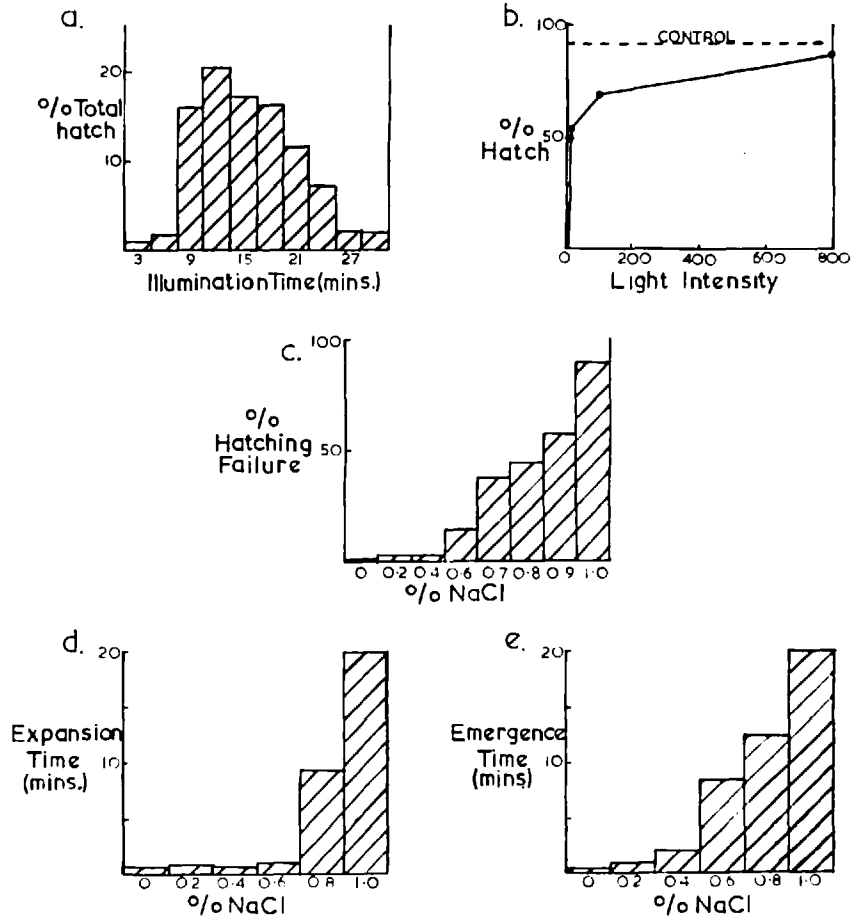 a.
%Total
hatch
20
10
3 9 15 21 27
Illumination Time(mins.)
b.
100
50
%
Hatch
CONTROL
0 200 400 600 800
Light Intensity
c.
100
50
%
Hatching
Failure
0 0·2 0·4 0·6 0·7 0·8 0·9 1·0
% NaCl
d.
20
10
Expansion
Time
(mins.)
0 0·2 0·4 0·6 0·8 1·0
% NaCl
e.
20
10
Emergence
Time
(mins)
0 0·2 0·4 0·6 0·8 1·0
% NaCl